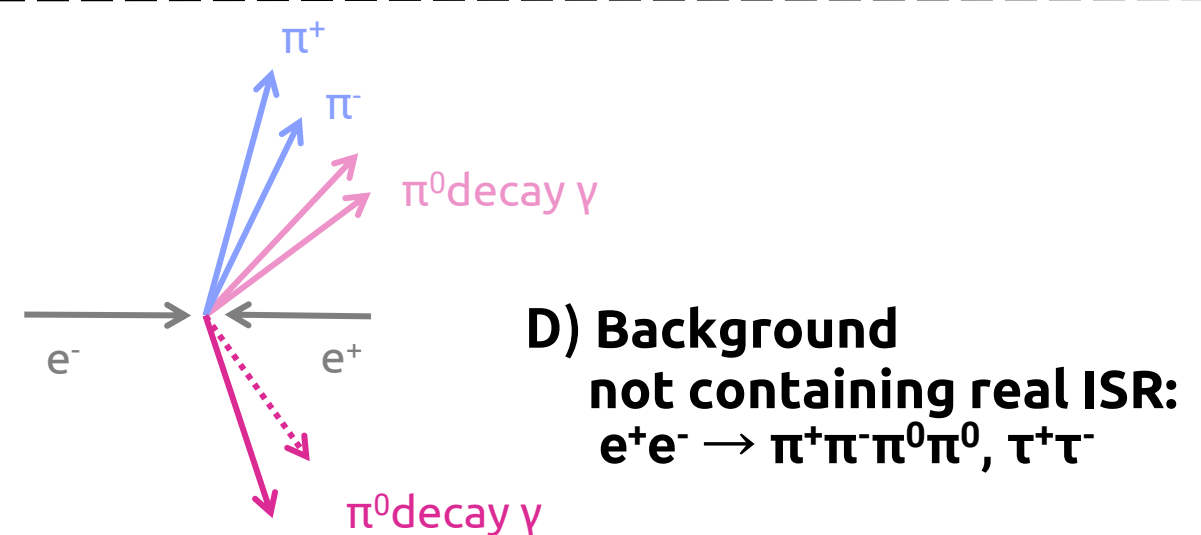 π⁺
π⁻
π⁰decay γ
e⁻
e⁺
D) Background
not containing real ISR:
e⁺e⁻ → π⁺π⁻π⁰π⁰, τ⁺τ⁻
π⁰decay γ